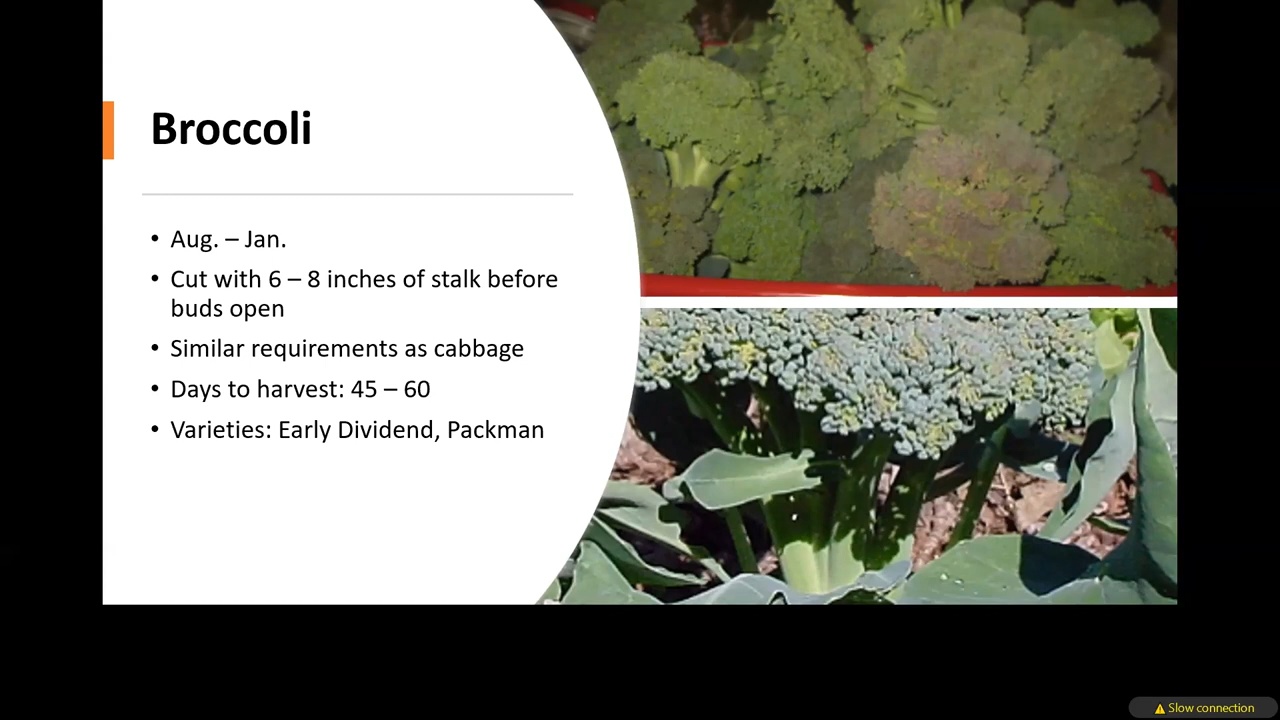 Broccoli
• Aug. – Jan.
• Cut with 6 – 8 inches of stalk before
buds open
• Similar requirements as cabbage
• Days to harvest: 45 – 60
• Varieties: Early Dividend, Packman
Slow connection